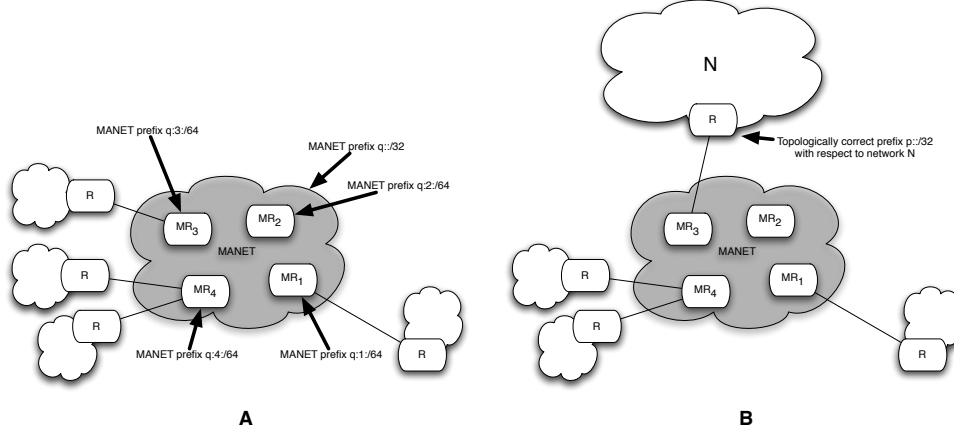 N
R
MANET prefix q:3:/64
MANET prefix q::/32
Topologically correct prefix p::/32
with respect to network N
MANET prefix q:2:/64
R
MR3
MR2
MANET
R
MR4
MR1
R
MANET prefix q:4:/64
MANET prefix q:1:/64
R
MR3
MR2
MANET
R
MR4
MR1
R
R
A
B